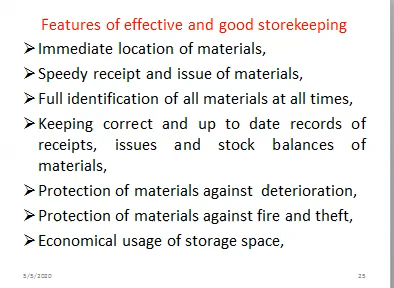 Features of effective and good storekeeping
➢Immediate location of materials,
➢Speedy receipt and issue of materials,
➢Full identification of all materials at all times,
➢Keeping correct and up to date records of
receipts, issues and stock balances of
materials,
➢Protection of materials against deterioration,
➢Protection of materials against fire and theft,
➢Economical usage of storage space,
5/5/2020 25